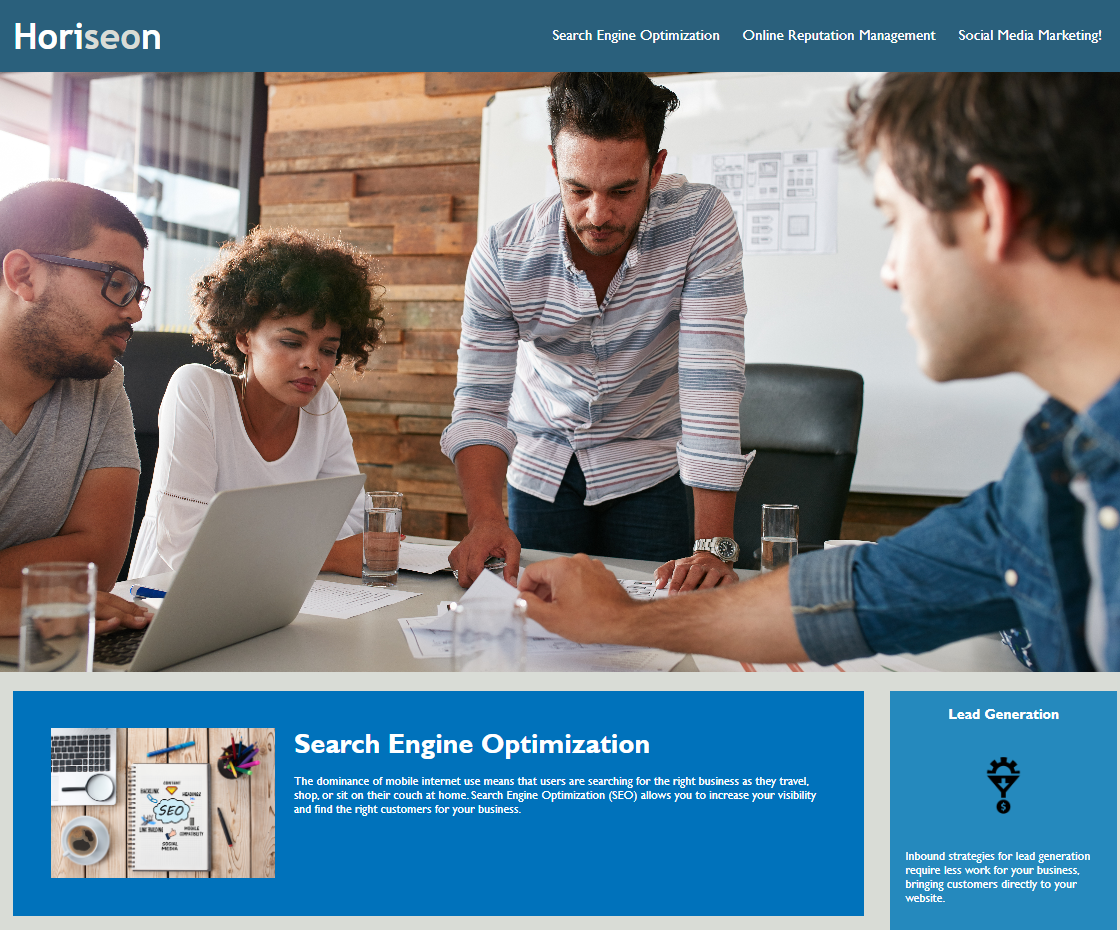 Horiseon
Search Engine Optimization
Online Reputation Management
Social Media Marketing!
Search Engine Optimization
The dominance of mobile internet use means that users are searching for the right business as they travel,
shop, or sit on their couch at home. Search Engine Optimization (SEO) allows you to increase your visibility
and find the right customers for your business.
CONTENT
BACKLINK
KEYWORDS
SEO
LINK BUILDING
MOBILE
COMPATIBILITY
SOCIAL
MEDIA
Lead Generation
$
Inbound strategies for lead generation
require less work for your business,
bringing customers directly to your
website.